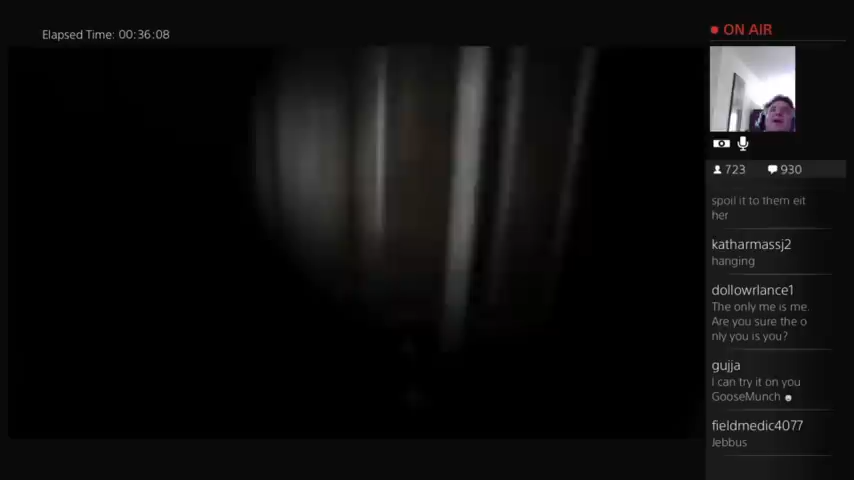 Elapsed Time: 00:36:08
ON AIR
723 930
spoil it to them eit
her
katharmassj2
hanging
dollowrlance1
The only me is me.
Are you sure the o
nly you is you?
gujja
I can try it on you
GooseMunch
fieldmedic4077
Jebbus